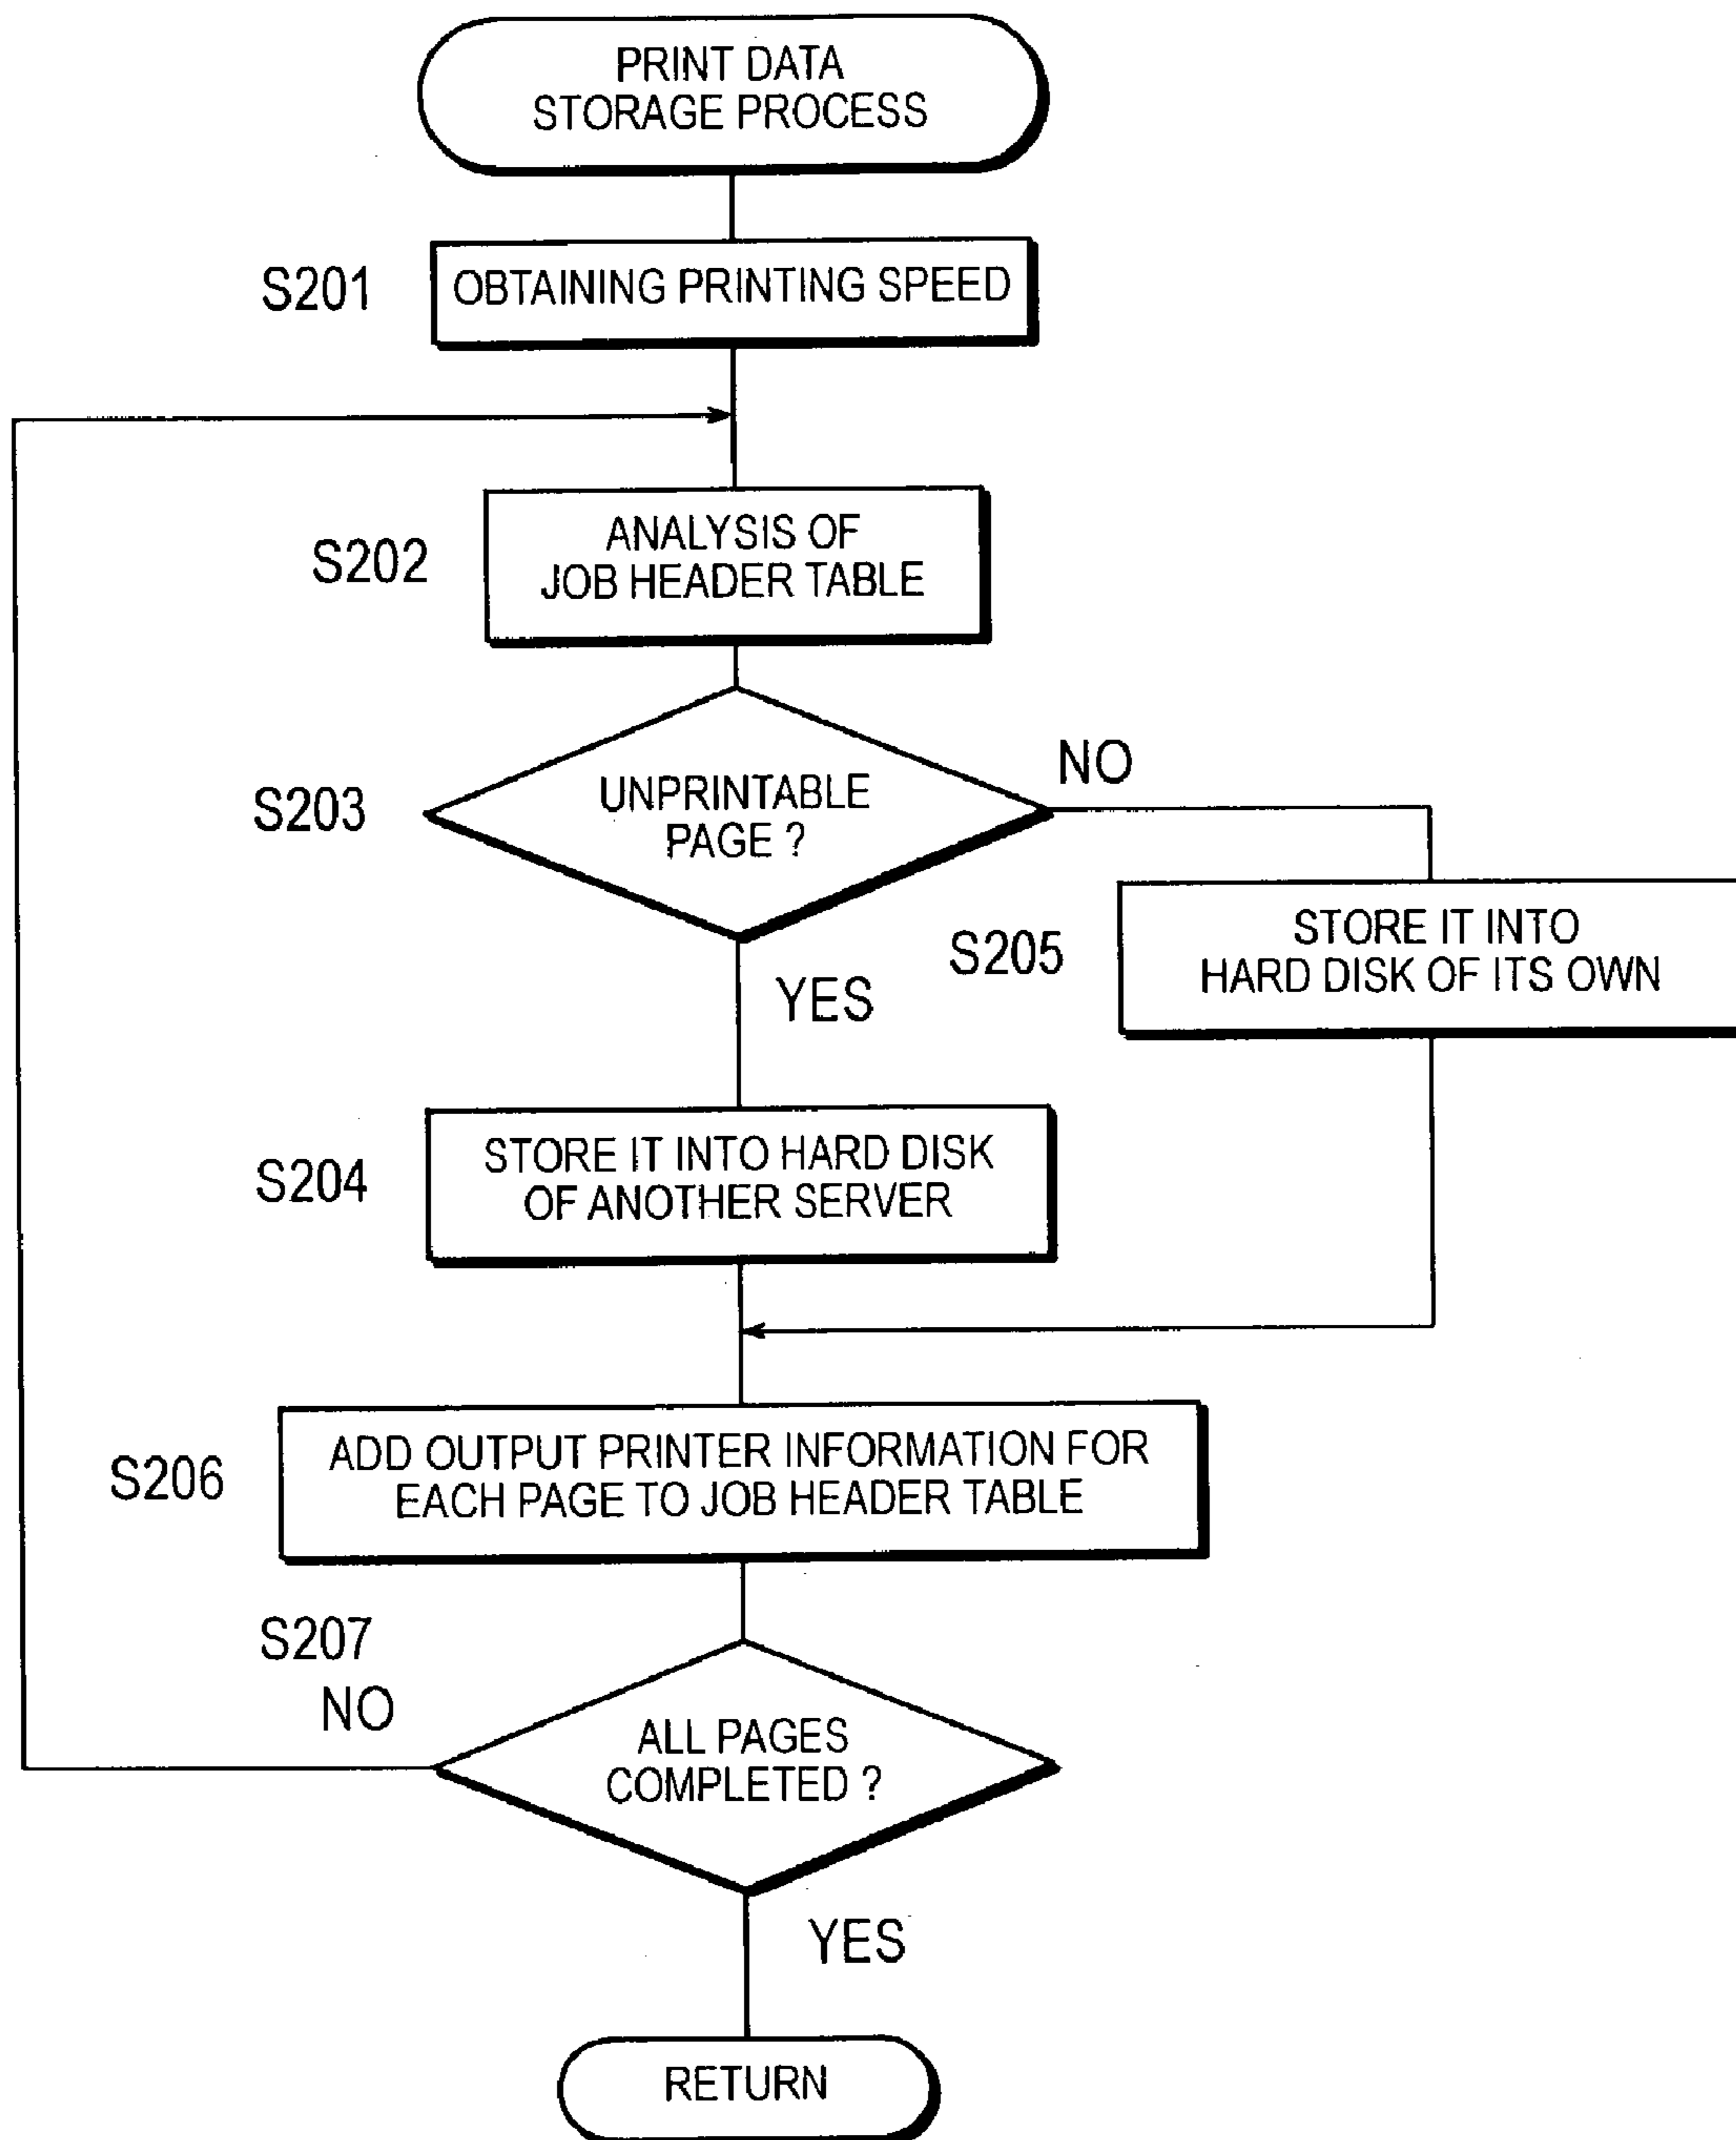 PRINT DATA
STORAGE PROCESS
S201
OBTAINING PRINTING SPEED
S202
ANALYSIS OF
JOB HEADER TABLE
S203
UNPRINTABLE
PAGE ?
NO
YES
S205
STORE IT INTO
HARD DISK OF ITS OWN
S204
STORE IT INTO HARD DISK
OF ANOTHER SERVER
S206
ADD OUTPUT PRINTER INFORMATION FOR
EACH PAGE TO JOB HEADER TABLE
S207
NO
ALL PAGES
COMPLETED ?
YES
RETURN